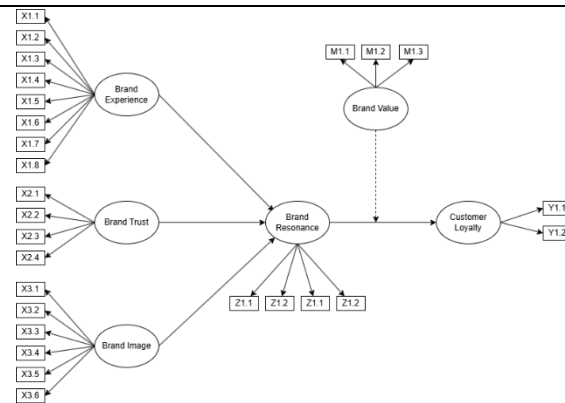 X1.1
X1.2
X1.3
X1.4
X1.5
X1.6
X1.7
X1.8
Brand
Experience
M1.1 M1.2 M1.3
Brand Value
X2.1
X2.2
X2.3
X2.4
Brand Trust
Brand
Resonance
Customer
Loyalty
Y1.1
Y1.2
Z1.1 Z1.2 Z1.1 Z1.2
X3.1
X3.2
X3.3
X3.4
X3.5
X3.6
Brand Image